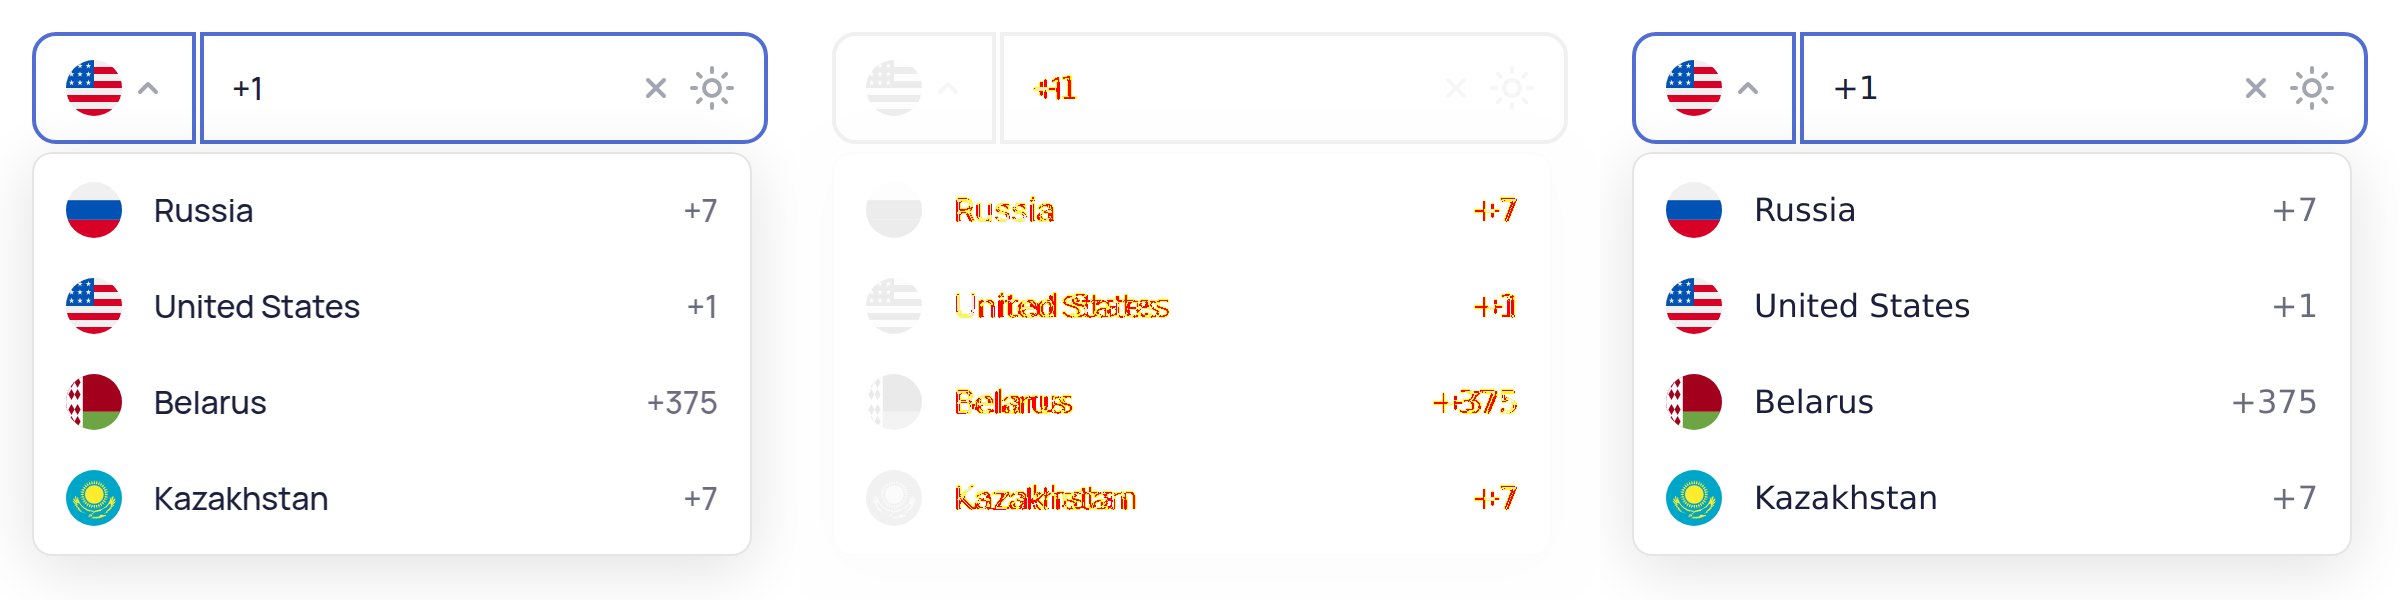 +1
Russia +7
United States +1
Belarus +375
Kazakhstan +7
+1
Russia +7
United States +1
Belarus +375
Kazakhstan +7
+1
Russia +7
United States +1
Belarus +375
Kazakhstan +7